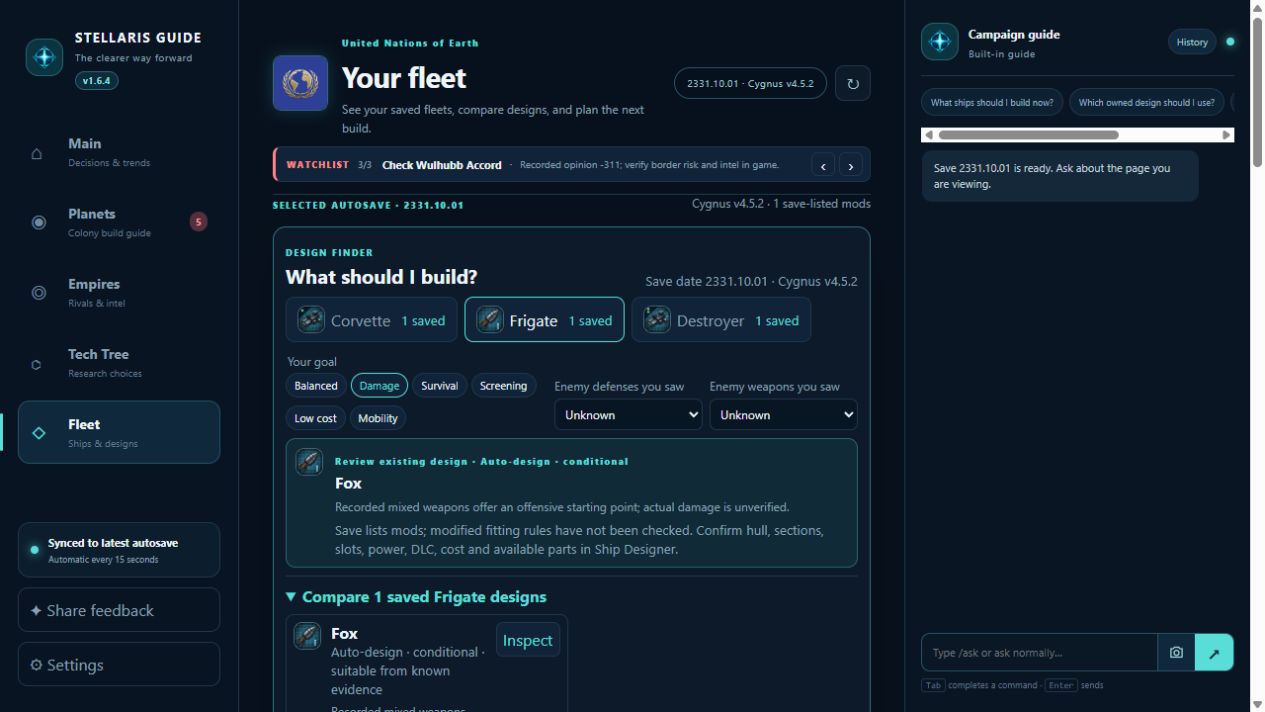 STELLARIS GUIDE
The clearer way forward
v1.6.4
Main
Decisions & trends
Planets
Colony build guide
5
Empires
Rivals & intel
Tech Tree
Research choices
Fleet
Ships & designs
Synced to latest autosave
Automatic every 15 seconds
Share feedback
Settings
United Nations of Earth
Your fleet
See your saved fleets, compare designs, and plan the next
build.
2331.10.01 · Cygnus v4.5.2
WATCHLIST 3/3 Check Wulhubb Accord · Recorded opinion -311; verify border risk and intel in game.
SELECTED AUTOSAVE · 2331.10.01
Cygnus v4.5.2 · 1 save-listed mods
DESIGN FINDER
What should I build?
Save date 2331.10.01 · Cygnus v4.5.2
Corvette 1 saved
Frigate 1 saved
Destroyer 1 saved
Your goal
Balanced
Damage
Survival
Screening
Low cost
Mobility
Enemy defenses you saw
Unknown
Enemy weapons you saw
Unknown
Review existing design · Auto-design · conditional
Fox
Recorded mixed weapons offer an offensive starting point; actual damage is unverified.
Save lists mods; modified fitting rules have not been checked. Confirm hull, sections,
slots, power, DLC, cost and available parts in Ship Designer.
▼ Compare 1 saved Frigate designs
Fox
Auto-design · conditional ·
suitable from known
evidence
Recorded mixed weapons
Inspect
Campaign guide
Built-in guide
History
What ships should I build now?
Which owned design should I use?
Save 2331.10.01 is ready. Ask about the page you
are viewing.
Type /ask or ask normally...
Tab completes a command · Enter sends